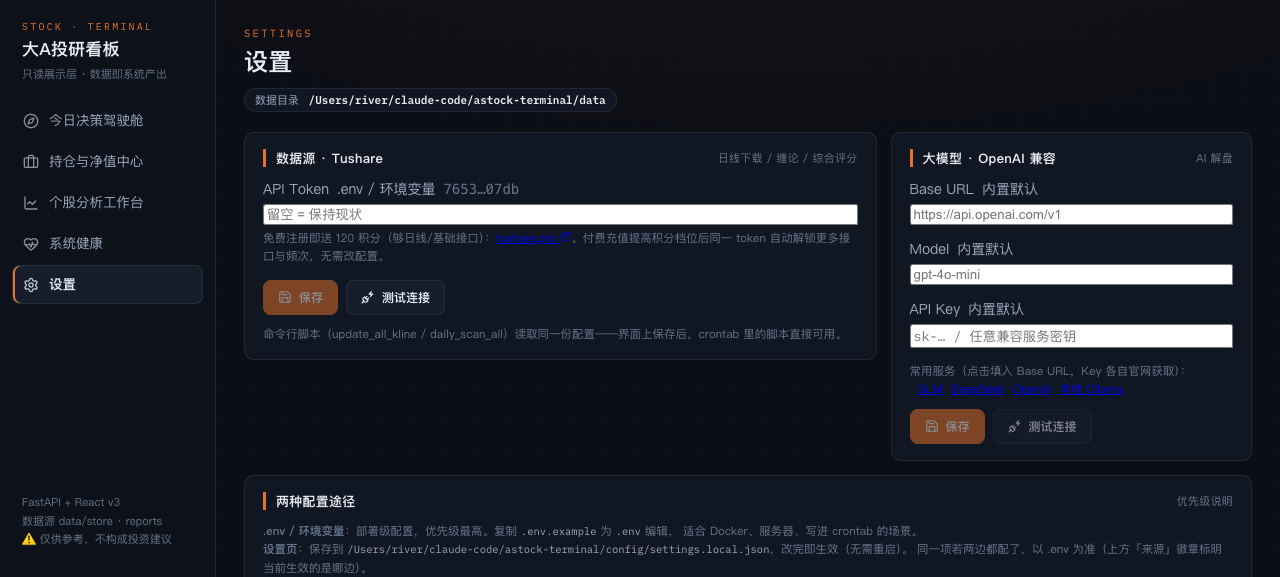 STOCK · TERMINAL
大A投研看板
只读展示层 · 数据即系统产出
今日决策驾驶舱
持仓与净值中心
个股分析工作台
系统健康
设置
FastAPI + React v3
数据源 data/store · reports
⚠️ 仅供参考，不构成投资建议
SETTINGS
设置
数据目录 /Users/river/claude-code/astock-terminal/data
数据源 · Tushare
日线下载 / 缠论 / 综合评分
API Token .env / 环境变量 7653…07db
留空 = 保持现状
免费注册即送 120 积分（够日线/基础接口）：tushare.pro。付费充值提高积分档位后同一 token 自动解锁更多接
口与频次，无需改配置。
保存 测试连接
命令行脚本（update_all_kline / daily_scan_all）读取同一份配置——界面上保存后，crontab 里的脚本直接可用。
大模型 · OpenAI 兼容
AI 解盘
Base URL 内置默认
https://api.openai.com/v1
Model 内置默认
gpt-4o-mini
API Key 内置默认
sk-… / 任意兼容服务密钥
常用服务（点击填入 Base URL，Key 各自官网获取）：
GLM DeepSeek OpenAI 本地 Ollama
保存 测试连接
两种配置途径
优先级说明
.env / 环境变量：部署级配置，优先级最高。复制 .env.example 为 .env 编辑， 适合 Docker、服务器、写进 crontab 的场景。
设置页：保存到 /Users/river/claude-code/astock-terminal/config/settings.local.json，改完即生效（无需重启）。 同一项若两边都配了，以 .env 为准（上方「来源」徽章标明
当前生效的是哪边）。